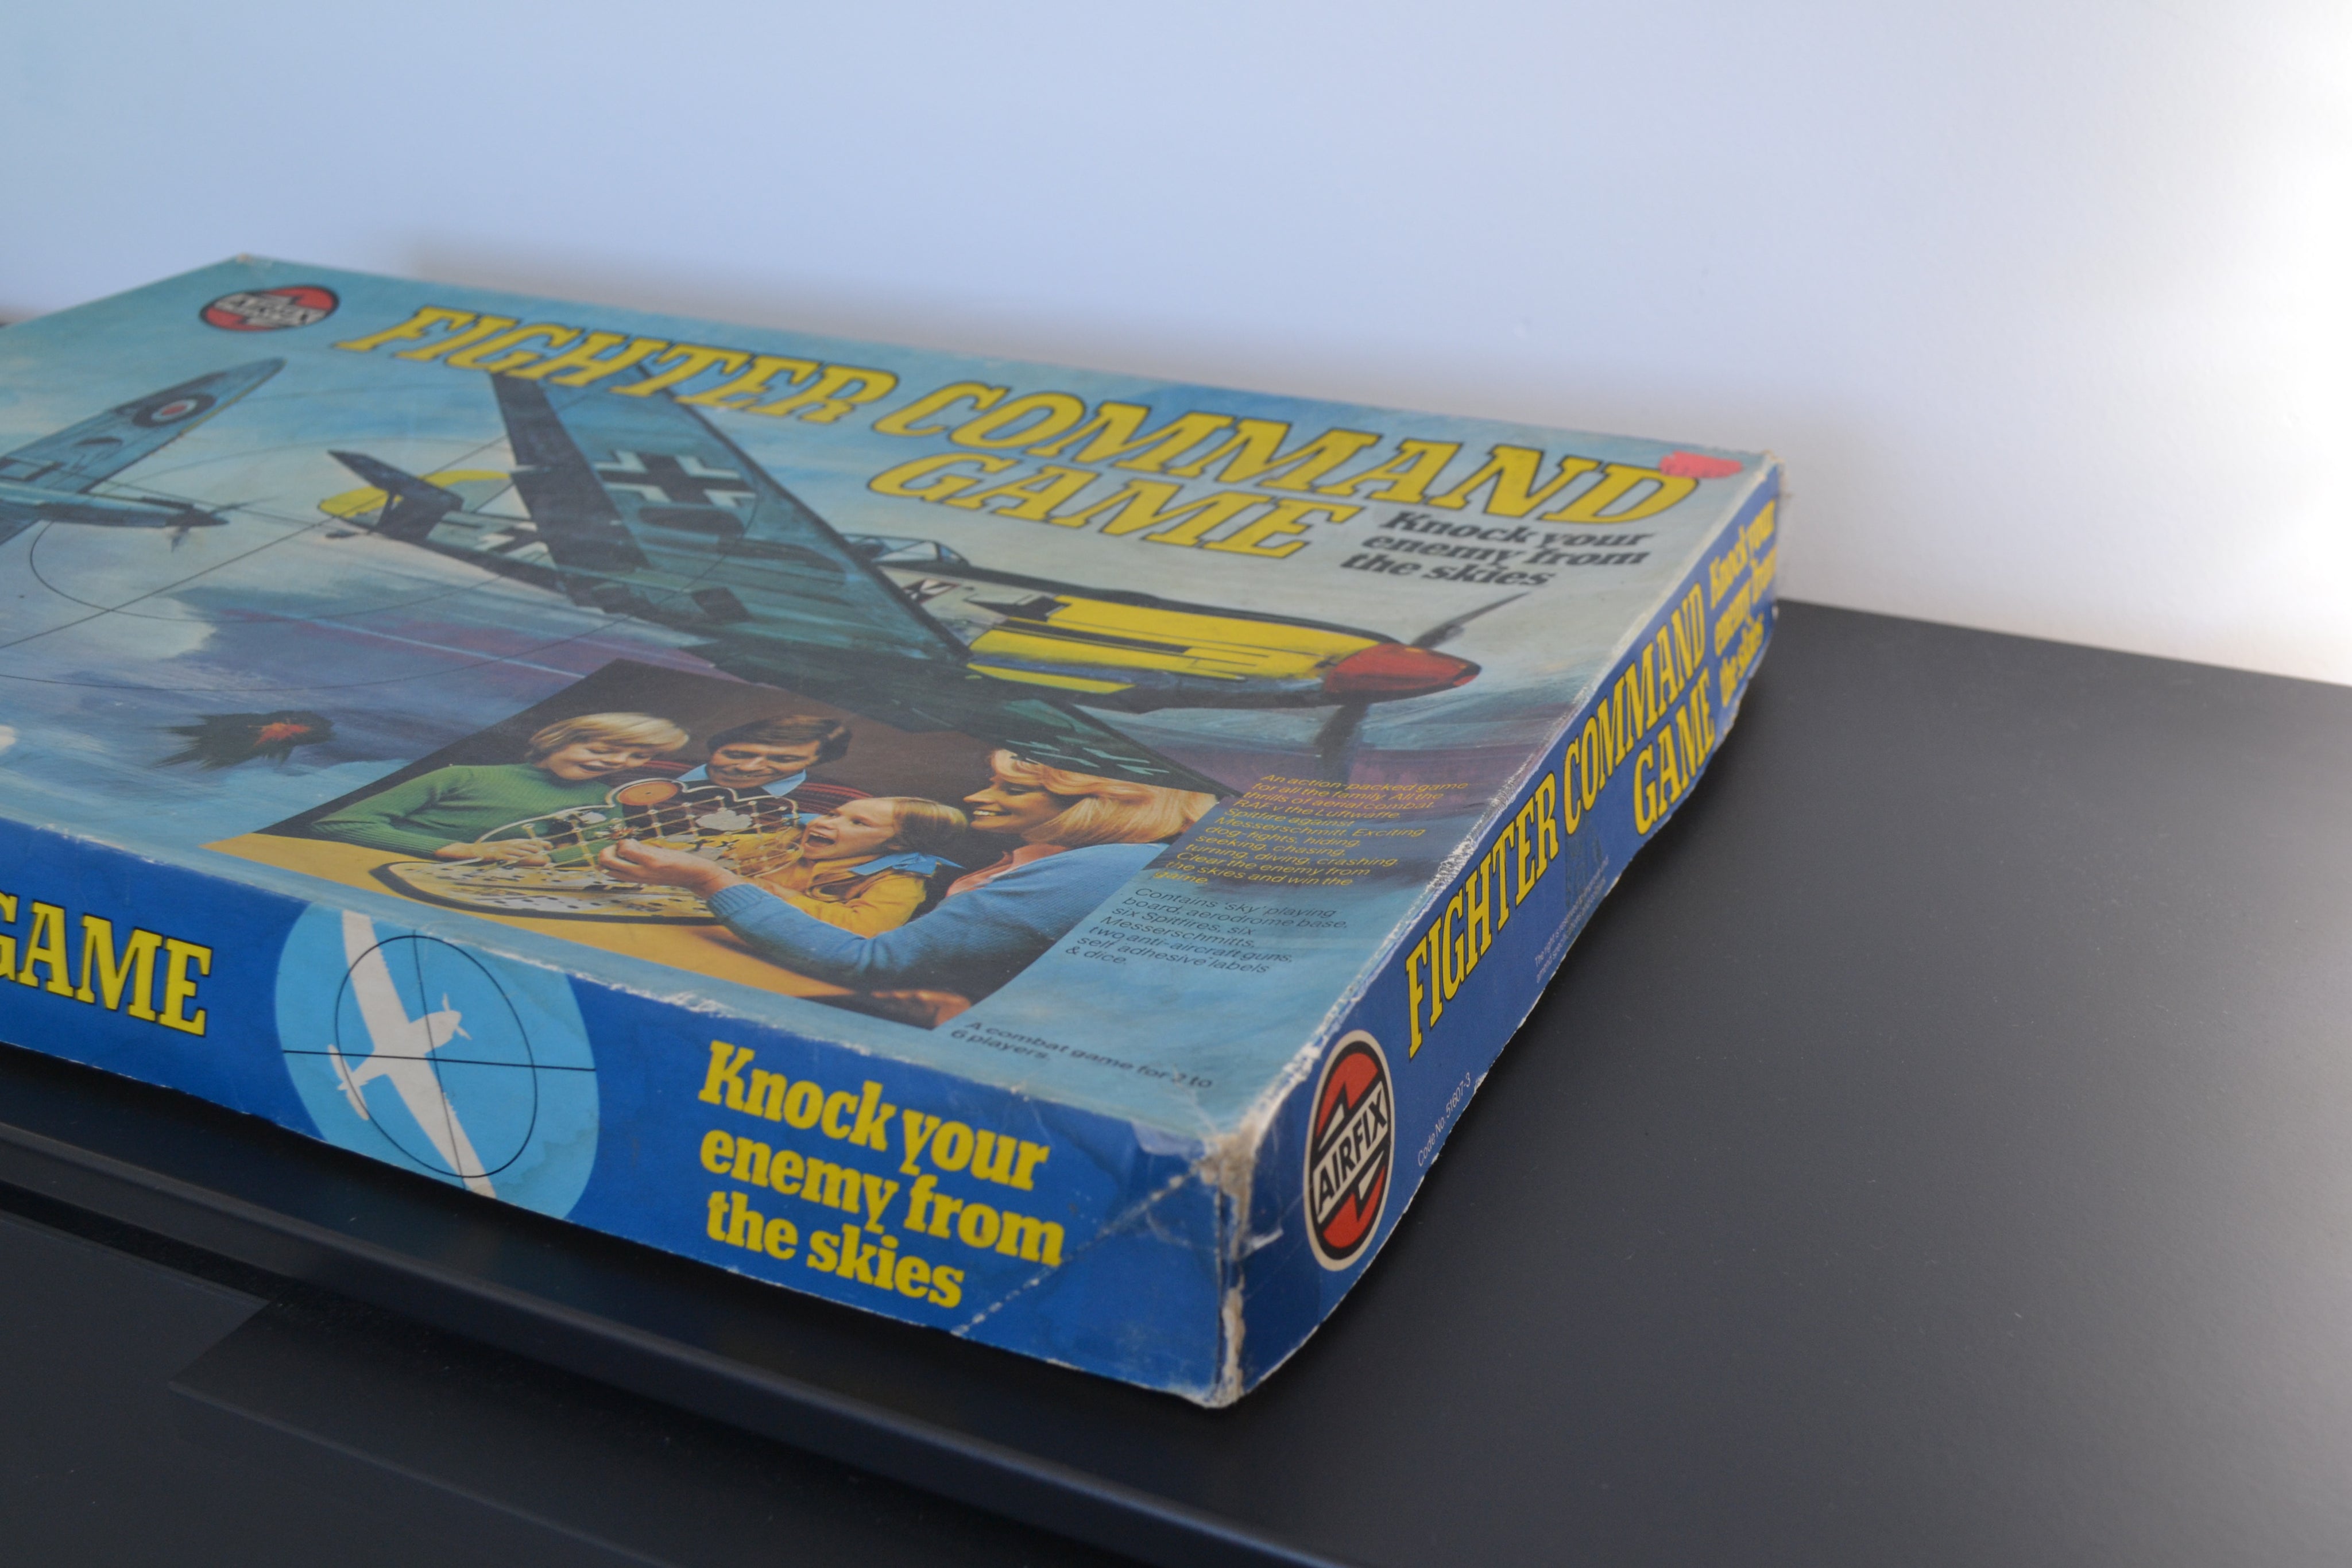 AIRFIX
FIGHTER COMMAND
GAME
Knock your
enemy from
the skies
An action-packed game
for all the family. All the
thrills of aerial combat.
RAF v the Luftwaffe.
Spitfire against
Messerschmitt. Exciting
dog-fights, hiding,
seeking, chasing,
turning, diving, crashing.
Clear the enemy from
the skies and win the
game.
Contains 'sky' playing
board, aerodrome base,
six Spitfires, six
Messerschmitts,
two anti-aircraft guns,
self adhesive labels
& dice.
A combat game for 2 to
6 players.
GAME
Knock your
enemy from
the skies
AIRFIX
FIGHTER COMMAND
GAME
Knock your
enemy from
the skies
Code No. 51607-3